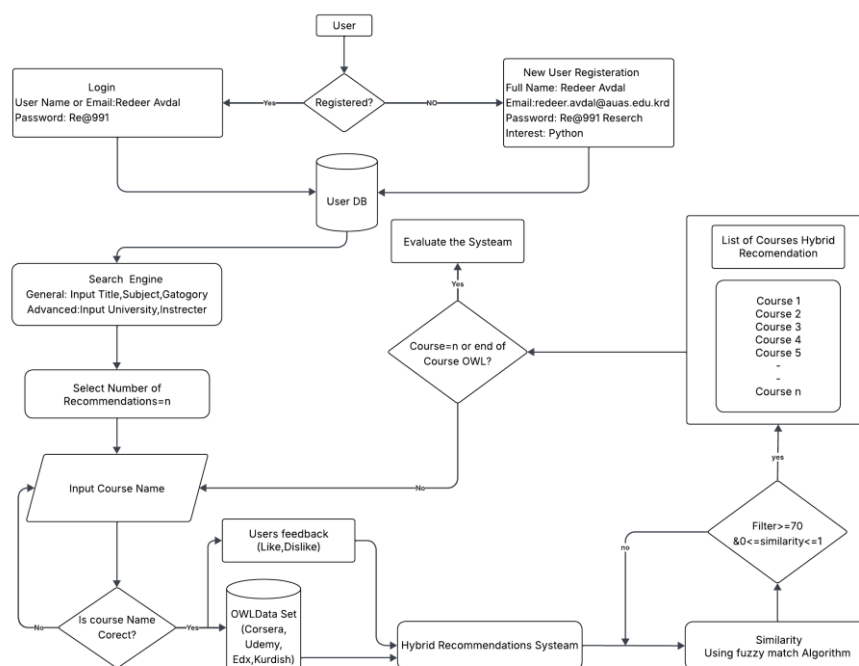 User
Registered?
Yes
NO
Login
User Name or Email:Redeer Avdal
Password: Re@991
New User Registeration
Full Name: Redeer Avdal
Email:redeer.avdal@auas.edu.krd
Password: Re@991 Reserch
Interest: Python
User DB
Search Engine
General: Input Title,Subject,Gatogory
Advanced:Input University,Instrecter
Select Number of
Recommendations=n
Input Course Name
Is course Name
Corect?
No
Yes
Users feedback
(Like,Dislike)
OWLData Set
(Corsera,
Udemy,
Edx,Kurdish)
Hybrid Recommendations Systeam
Similarity
Using fuzzy match Algorithm
Filter>=70
&0<=similarity<=1
no
yes
List of Courses Hybrid
Recomendation
Course 1
Course 2
Course 3
Course 4
Course 5
-
-
Course n
Course=n or end of
Course OWL?
Yes
No
Evaluate the Systeam